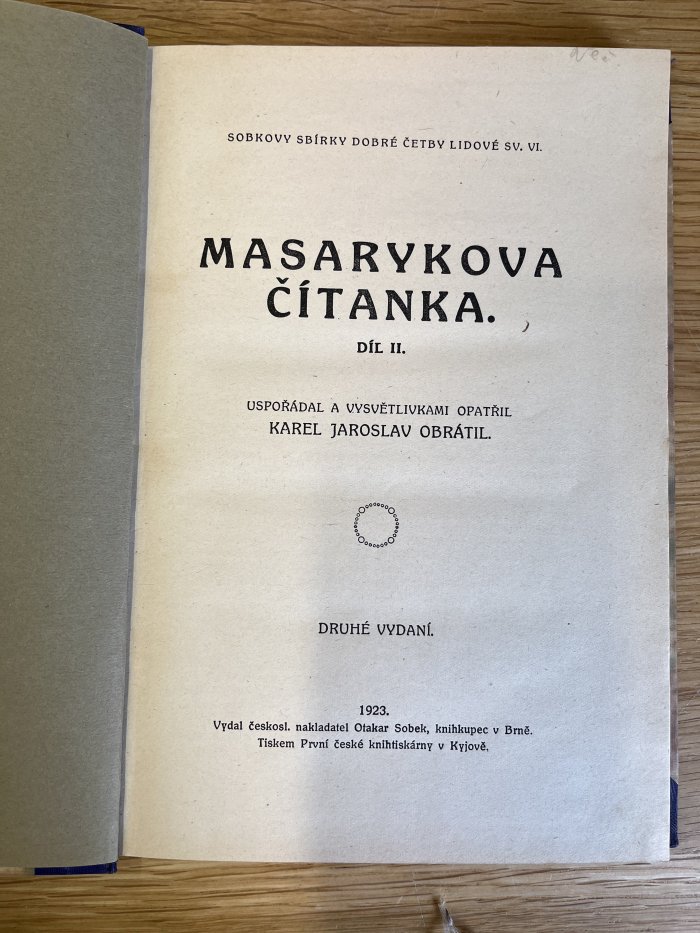 SOBKOVY SBÍRKY DOBRÉ ČETBY LIDOVÉ SV. VI.
MASARYKOVA
ČÍTANKA.
DÍL II.
USPOŘÁDAL A VYSVĚTLIVKAMI OPATŘIL
KAREL JAROSLAV OBRÁTIL.
DRUHÉ VYDANÍ.
1923.
Vydal českosl. nakladatel Otakar Sobek, knihkupec v Brně.
Tiskem První české knihtiskárny v Kyjově.